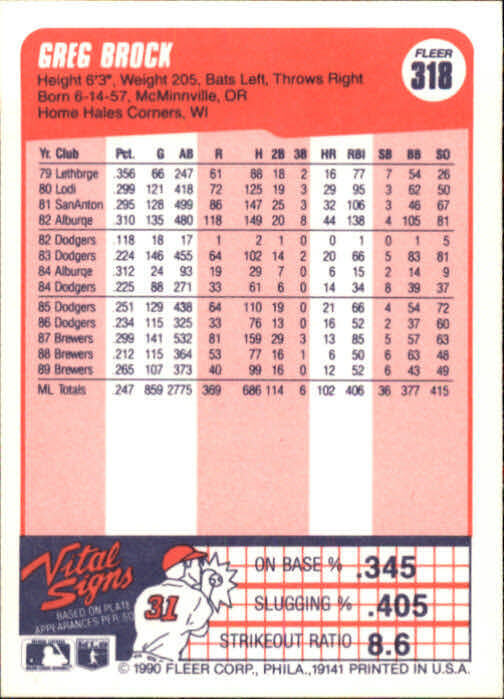 GREG BROCK
FLEER
318
Height 6'3", Weight 205, Bats Left, Throws Right
Born 6-14-57, McMinnville, OR
Home Hales Corners, WI
Yr. Club Pct. G AB R H 2B 3B HR RBI SB BB SO
79 Lethbrge .356 66 247 61 88 18 2 16 77 7 54 26
80 Lodi .299 121 418 72 125 19 3 29 95 3 62 50
81 SanAnton .295 128 499 86 147 25 3 32 106 3 46 67
82 Alburqe .310 135 480 118 149 20 8 44 138 4 105 81
82 Dodgers .118 18 17 1 2 1 0 0 1 0 1 5
83 Dodgers .224 146 455 64 102 14 2 20 66 5 83 81
84 Alburqe .312 24 93 19 29 7 0 6 15 2 14 9
84 Dodgers .225 88 271 33 61 6 0 14 34 8 39 37
85 Dodgers .251 129 438 64 110 19 0 21 66 4 54 72
86 Dodgers .234 115 325 33 76 13 0 16 52 2 37 60
87 Brewers .299 141 532 81 159 29 3 13 85 5 57 63
88 Brewers .212 115 364 53 77 16 1 6 50 6 63 48
89 Brewers .265 107 373 40 99 16 0 12 52 6 43 49
ML Totals .247 859 2775 369 686 114 6 102 406 36 377 415
Vital Signs
BASED ON PLATE
APPEARANCES PER SO
31
ON BASE % .345
SLUGGING % .405
STRIKEOUT RATIO 8.6
© 1990 FLEER CORP., PHILA., 19141 PRINTED IN U.S.A.